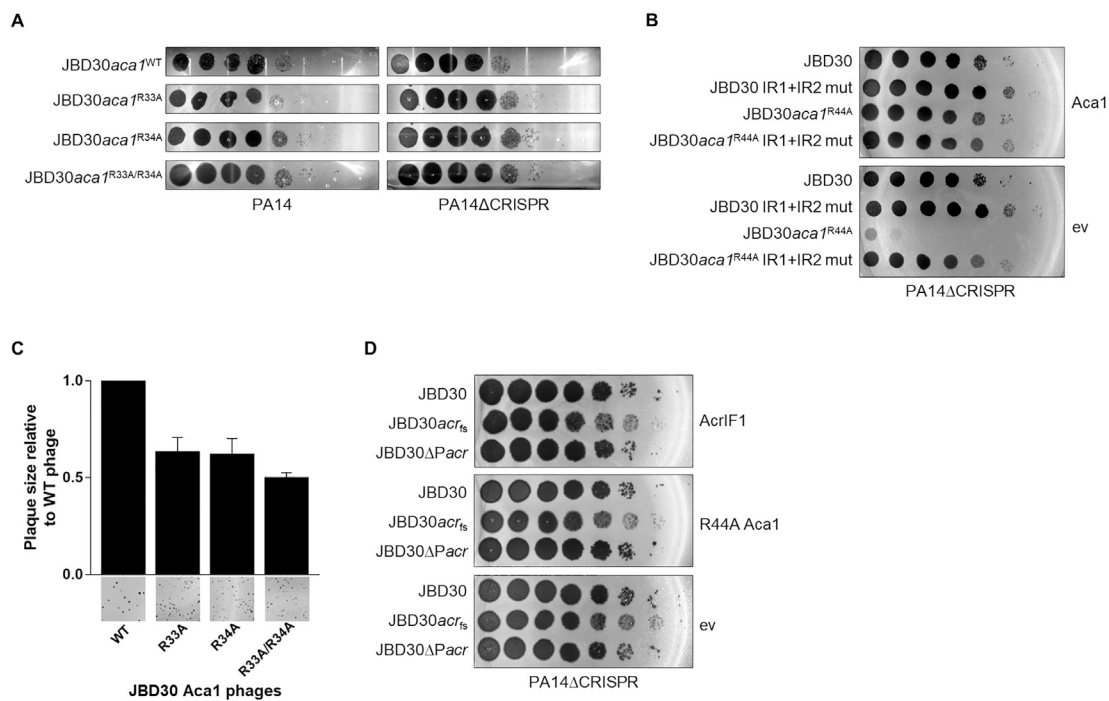 A
JBD30aca1WT
JBD30aca1R33A
JBD30aca1R34A
JBD30aca1R33A/R34A
PA14
PA14ΔCRISPR
B
JBD30
JBD30 IR1+IR2 mut
JBD30aca1R44A
JBD30aca1R44A IR1+IR2 mut
Aca1
JBD30
JBD30 IR1+IR2 mut
JBD30aca1R44A
JBD30aca1R44A IR1+IR2 mut
ev
PA14ΔCRISPR
C
Plaque size relative
to WT phage
1.0
0.5
0.0
WT
R33A
R34A
R33A/R34A
JBD30 Aca1 phages
D
JBD30
JBD30acrfs
JBD30ΔPacr
AcrIF1
JBD30
JBD30acrfs
JBD30ΔPacr
R44A Aca1
JBD30
JBD30acrfs
JBD30ΔPacr
ev
PA14ΔCRISPR